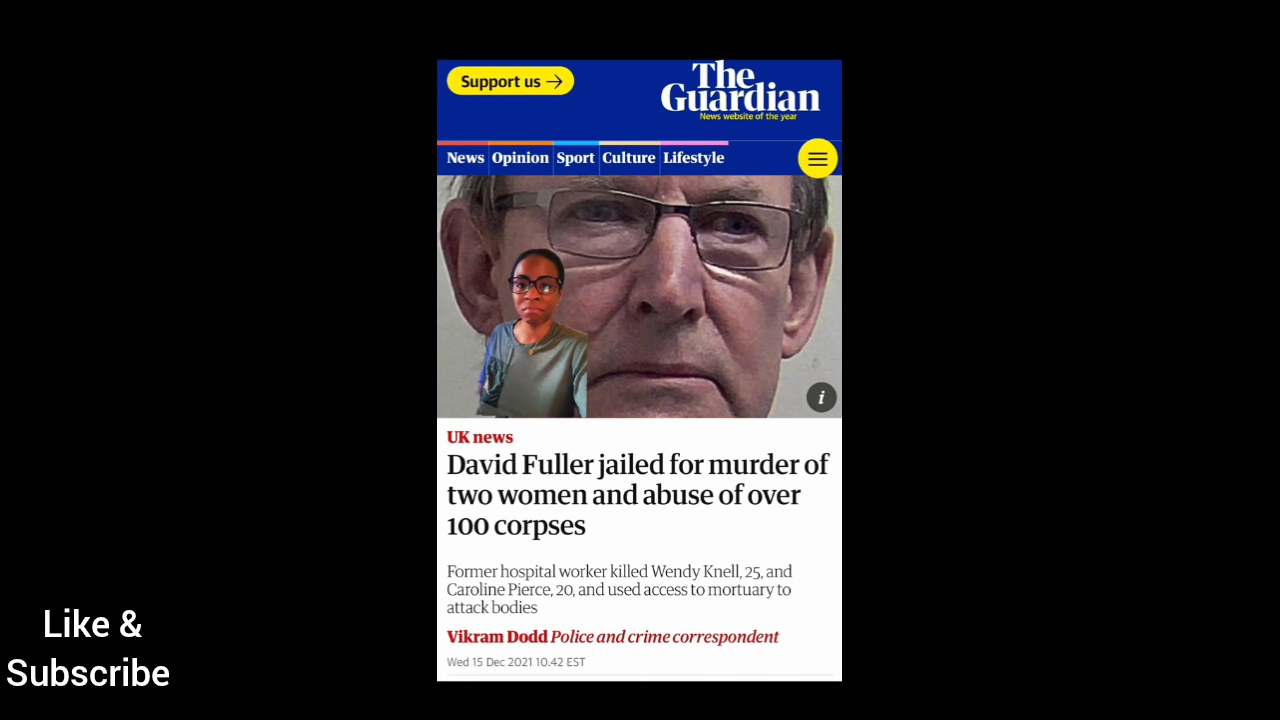 Support us
The
Guardian
News website of the year
News Opinion Sport Culture Lifestyle
i
UK news
David Fuller jailed for murder of
two women and abuse of over
100 corpses
Former hospital worker killed Wendy Knell, 25, and
Caroline Pierce, 20, and used access to mortuary to
attack bodies
Vikram Dodd Police and crime correspondent
Wed 15 Dec 2021 10.42 EST
Like &
Subscribe